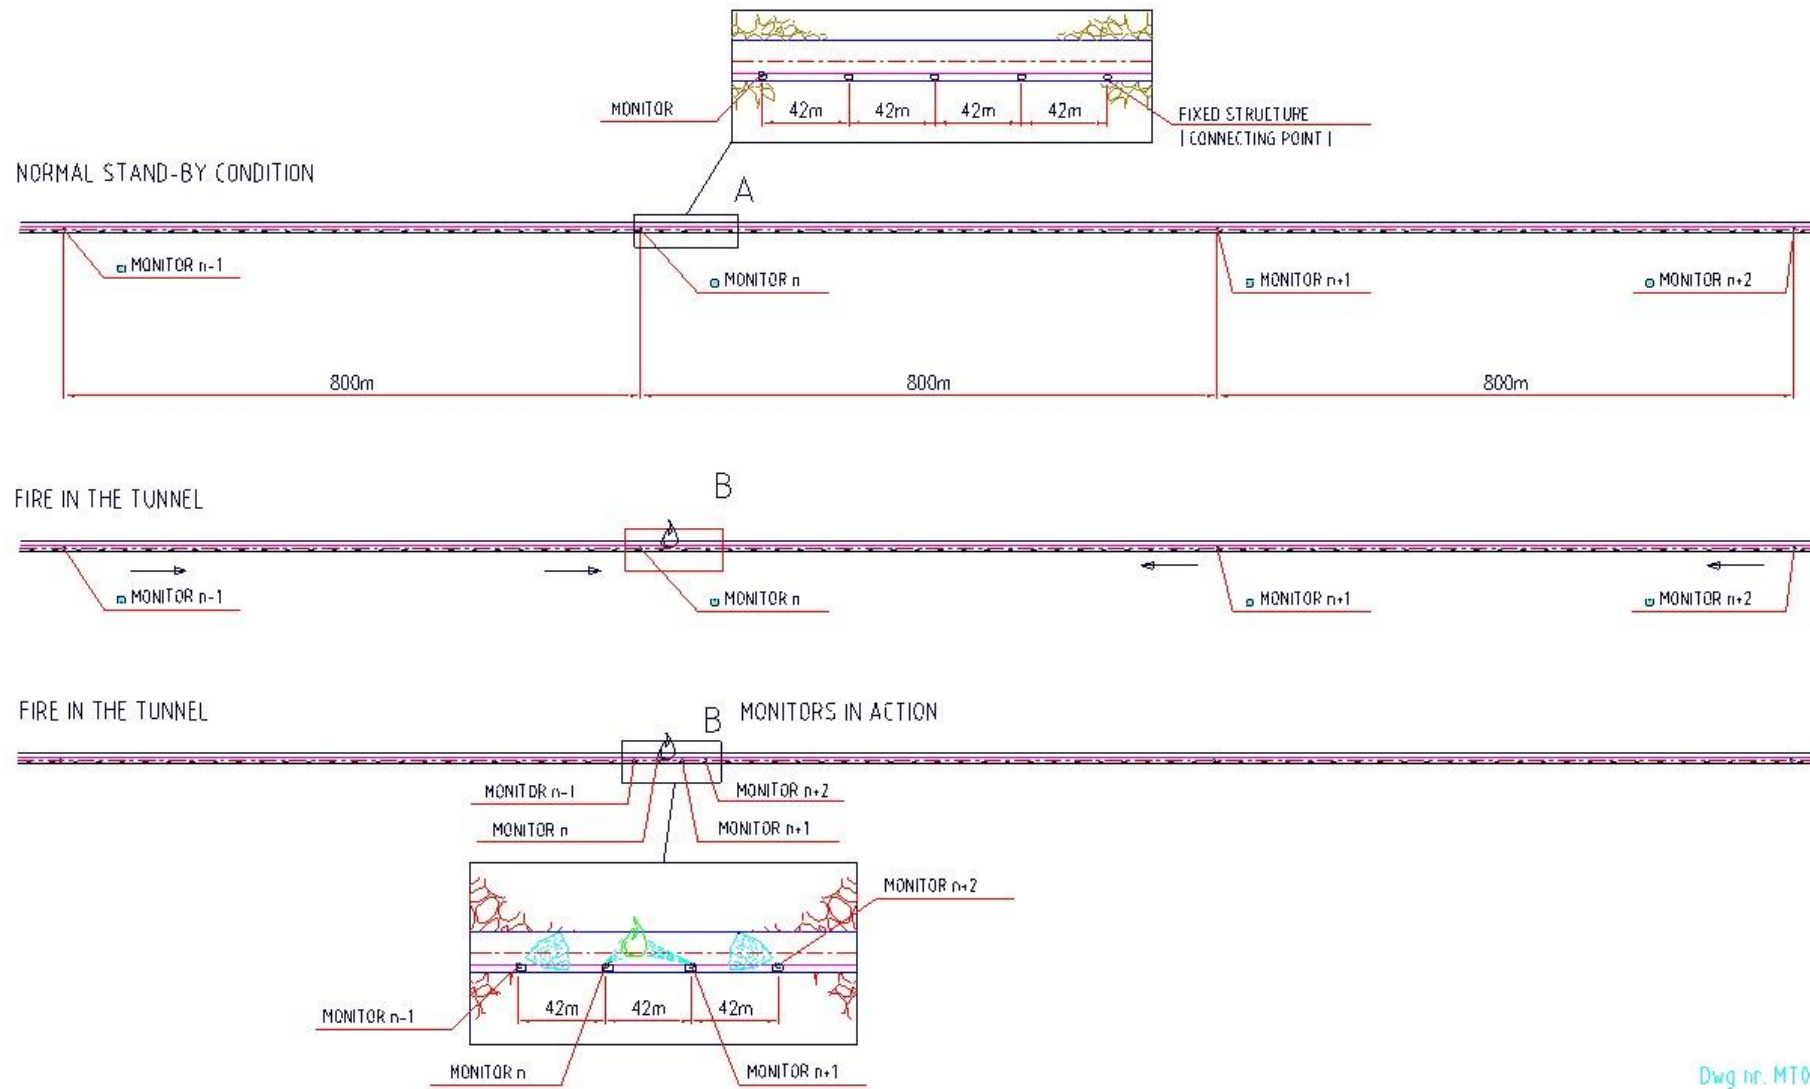 MONITOR
42m 42m 42m 42m
FIXED STRUCTURE
| CONNECTING POINT |
NORMAL STAND-BY CONDITION
A
MONITOR n-1
MONITOR n
MONITOR n+1
MONITOR n+2
800m 800m 800m
B
FIRE IN THE TUNNEL
MONITOR n-1
MONITOR n
MONITOR n+1
MONITOR n+2
FIRE IN THE TUNNEL
B MONITORS IN ACTION
MONITOR n-1
MONITOR n+2
MONITOR n
MONITOR n+1
MONITOR n+2
42m 42m 42m
MONITOR n-1
MONITOR n
MONITOR n+1
Dwg nr. MT0